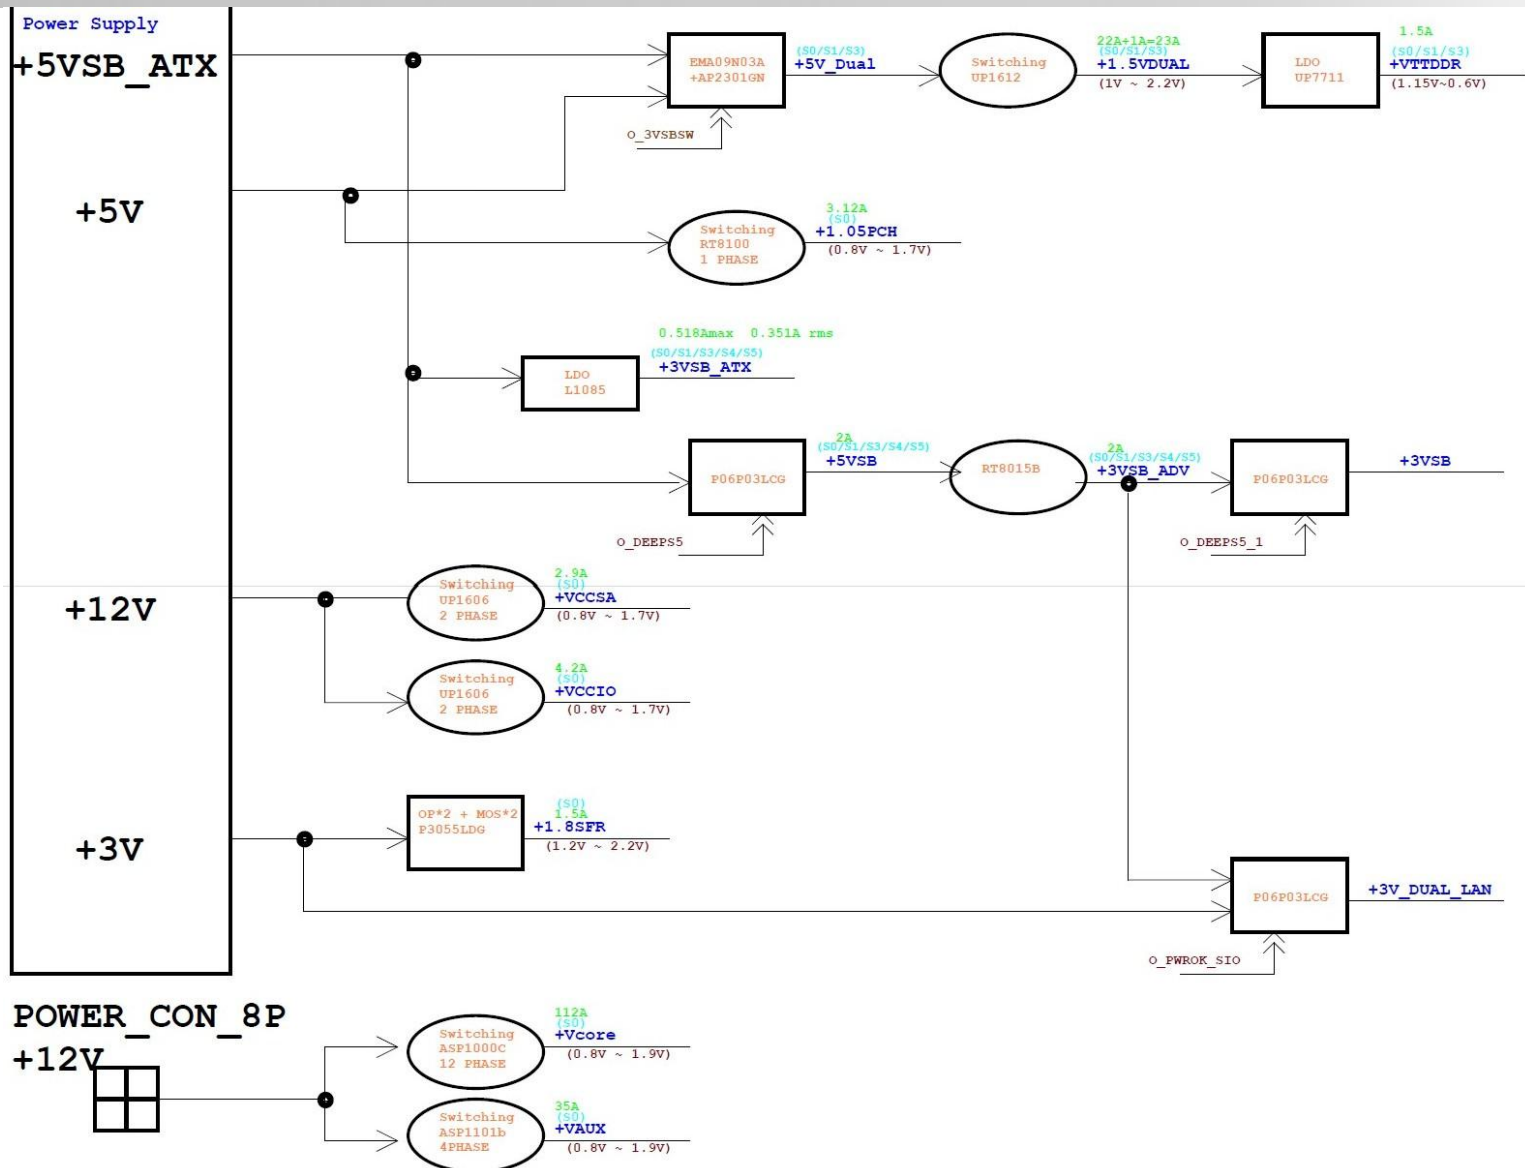 Power Supply
+5VSB_ATX
EMA09N03A
+AP2301GN
(S0/S1/S3)
+5V_Dual
O_3VSBSW
Switching
UP1612
22A+1A=23A
(S0/S1/S3)
+1.5VDUAL
(1V ~ 2.2V)
LDO
UP7711
1.5A
(S0/S1/S3)
+VTTDDR
(1.15V~0.6V)
+5V
Switching
RT8100
1 PHASE
3.12A
(S0)
+1.05PCH
(0.8V ~ 1.7V)
LDO
L1085
0.518Amax 0.351A rms
(S0/S1/S3/S4/S5)
+3VSB_ATX
P06P03LCG
O_DEEPS5
2A
(S0/S1/S3/S4/S5)
+5VSB
RT8015B
2A
(S0/S1/S3/S4/S5)
+3VSB_ADV
P06P03LCG
O_DEEPS5_1
+3VSB
+12V
Switching
UP1606
2 PHASE
2.9A
(S0)
+VCCSA
(0.8V ~ 1.7V)
Switching
UP1606
2 PHASE
4.2A
(S0)
+VCCIO
(0.8V ~ 1.7V)
+3V
OP*2 + MOS*2
P3055LDG
(S0)
1.5A
+1.8SFR
(1.2V ~ 2.2V)
P06P03LCG
+3V_DUAL_LAN
O_PWROK_SIO
POWER_CON_8P
+12V
Switching
ASP1000C
12 PHASE
112A
(S0)
+Vcore
(0.8V ~ 1.9V)
Switching
ASP1101b
4PHASE
35A
(S0)
+VAUX
(0.8V ~ 1.9V)